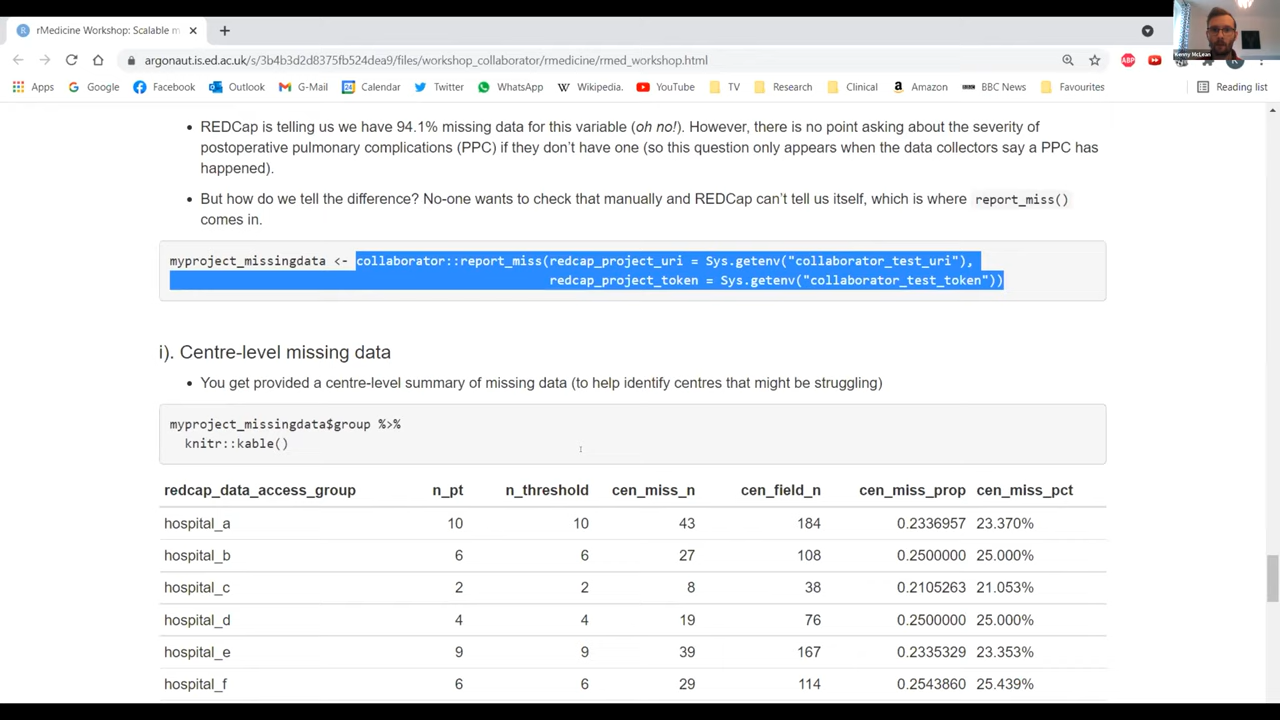 rMedicine Workshop: Scalable m
argonaut.is.ed.ac.uk/s/3b4b3d2d8375fb524dea9/files/workshop_collaborator/rmedicine/rmed_workshop.html
Kenny McLean
Apps Google Facebook Outlook G-Mail Calendar Twitter WhatsApp Wikipedia. YouTube TV Research Clinical Amazon BBC News Favourites Reading list
• REDCap is telling us we have 94.1% missing data for this variable (oh no!). However, there is no point asking about the severity of
postoperative pulmonary complications (PPC) if they don't have one (so this question only appears when the data collectors say a PPC has
happened).
• But how do we tell the difference? No-one wants to check that manually and REDCap can't tell us itself, which is where report_miss()
comes in.
myproject_missingdata <- collaborator::report_miss(redcap_project_uri = Sys.getenv("collaborator_test_uri"),
redcap_project_token = Sys.getenv("collaborator_test_token"))
i). Centre-level missing data
• You get provided a centre-level summary of missing data (to help identify centres that might be struggling)
myproject_missingdata$group %>%
knitr::kable()
redcap_data_access_group n_pt n_threshold cen_miss_n cen_field_n cen_miss_prop cen_miss_pct
hospital_a 10 10 43 184 0.2336957 23.370%
hospital_b 6 6 27 108 0.2500000 25.000%
hospital_c 2 2 8 38 0.2105263 21.053%
hospital_d 4 4 19 76 0.2500000 25.000%
hospital_e 9 9 39 167 0.2335329 23.353%
hospital_f 6 6 29 114 0.2543860 25.439%